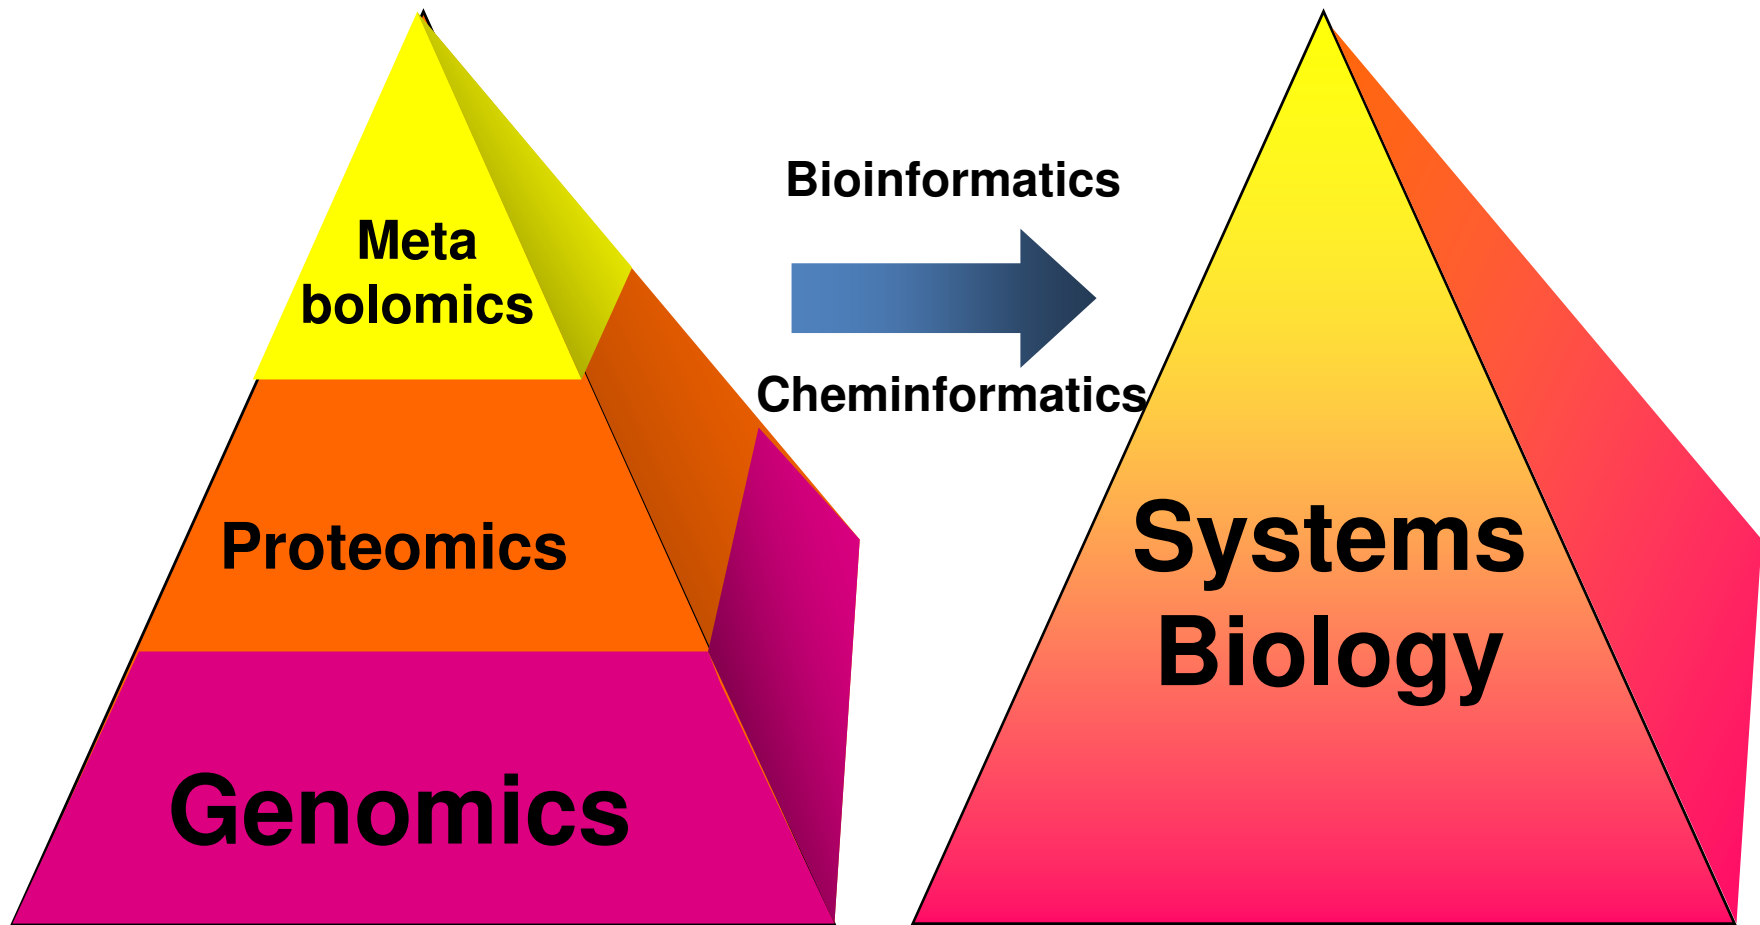 Meta
bolomics
Proteomics
Genomics
Bioinformatics
Cheminformatics
Systems
Biology